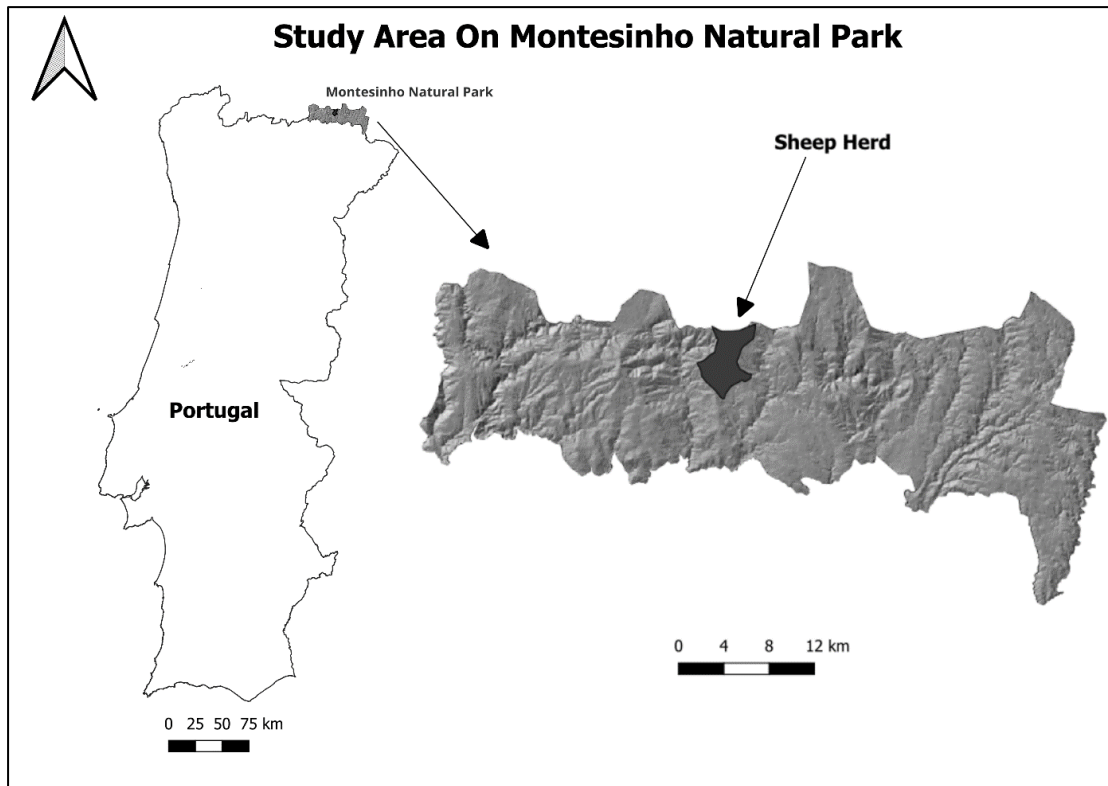 Study Area On Montesinho Natural Park
Montesinho Natural Park
Sheep Herd
Portugal
0 4 8 12 km
0 25 50 75 km